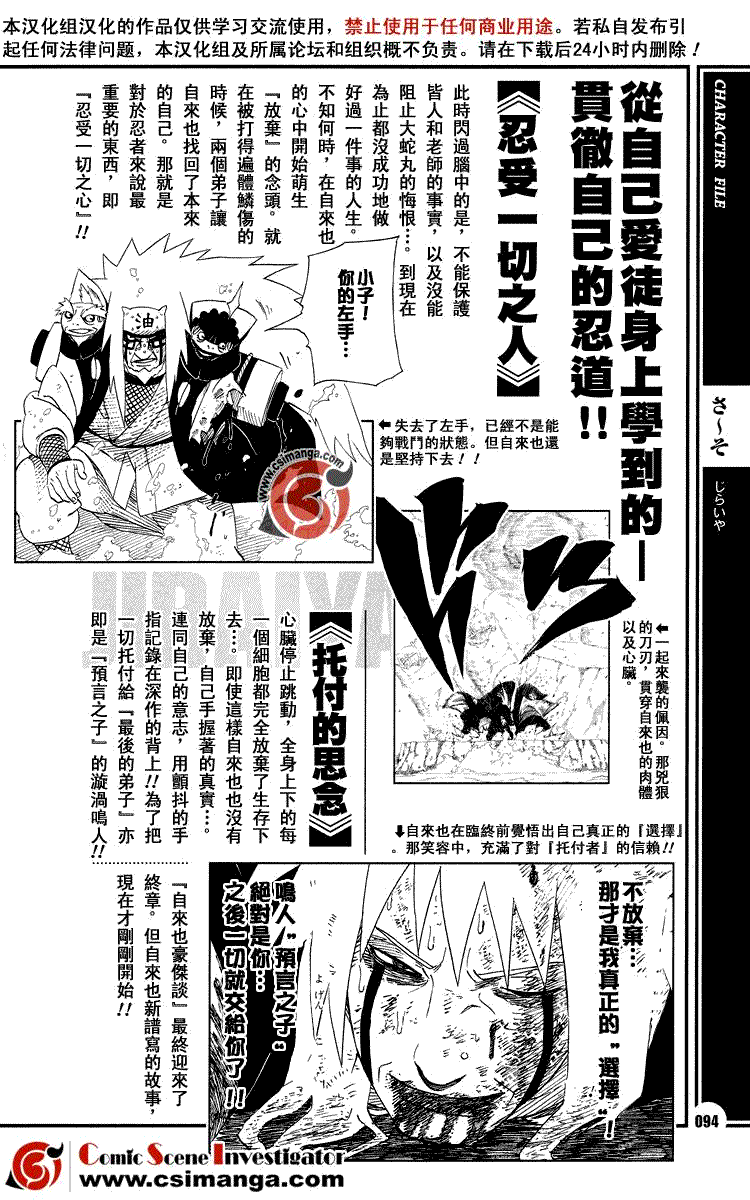 本汉化组汉化的作品仅供学习交流使用，禁止使用于任何商业用途。若私自发布引
起任何法律问题，本汉化组及所属论坛和组织概不负责。请在下载后24小时内删除！
CHARACTER FILE
さ～そ
じらいや
從自己愛徒身上學到的—
貫徹自己的忍道!!
《忍受一切之人》
此時閃過腦中的是，不能保護
皆人和老師的事實，以及沒能
阻止大蛇丸的悔恨…。到現在
為止都沒成功地做
好過一件事的人生。
不知何時，在自來也
的心中開始萌生
『放棄』的念頭。就
在被打得遍體鱗傷的
時候，兩個弟子讓
自來也找回了本來
的自己。那就是
對於忍者來說最
重要的東西，即
『忍受一切之心』!!
小子！
你的左手…
油
←失去了左手，已經不是能
夠戰鬥的狀態。但自來也還
是堅持下去！！
www.csimanga.com
ドドッ
←一起來襲的佩因。那兇狠
的刀刃，貫穿自來也的肉體
以及心臟。
JIRAIYA
《托付的思念》
心臟停止跳動，全身上下的每
一個細胞都完全放棄了生存下
去…。即使這樣自來也也沒有
放棄，自己手握著的真實…。
連同自己的意志，用顫抖的手
指記錄在深作的背上!!為了把
一切托付給『最後的弟子』亦
即是『預言之子』的漩渦鳴人!!
↓自來也在臨終前覺悟出自己真正的『選擇』
。那笑容中，充滿了對『托付者』的信賴!!
不放棄…
那才是我真正的“選擇”！
鳴人“預言之子”
よげん
絕對是你…
之後一切就交給你了！！
『自來也豪傑談』最終迎來了
終章。但自來也新譜寫的故事，
現在才剛剛開始!!
094
Comic Scene Investigator
www.csimanga.com